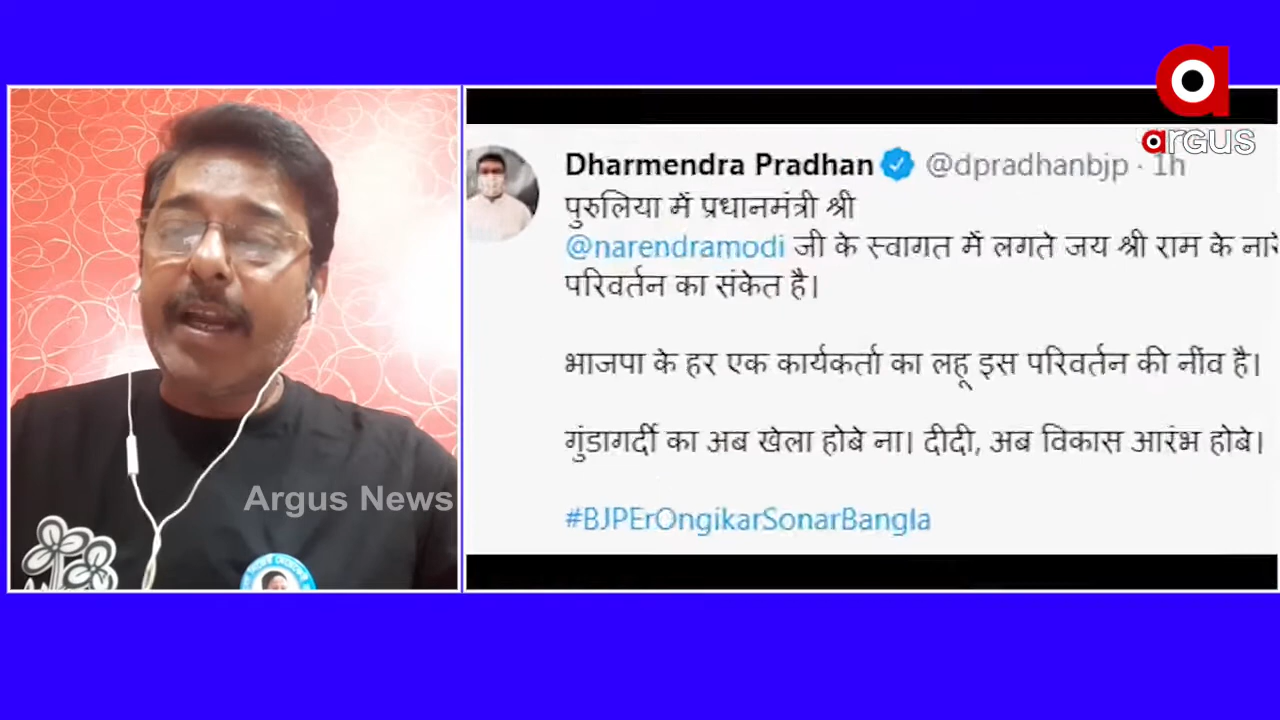 argus
Dharmendra Pradhan @dpradhanbjp · 1h
पुरुलिया में प्रधानमंत्री श्री
@narendramodi जी के स्वागत में लगते जय श्री राम के नारे
परिवर्तन का संकेत है।
भाजपा के हर एक कार्यकर्ता का लहू इस परिवर्तन की नींव है।
गुंडागर्दी का अब खेला होबे ना। दीदी, अब विकास आरंभ होबे।
#BJPErOngikarSonarBangla
Argus News